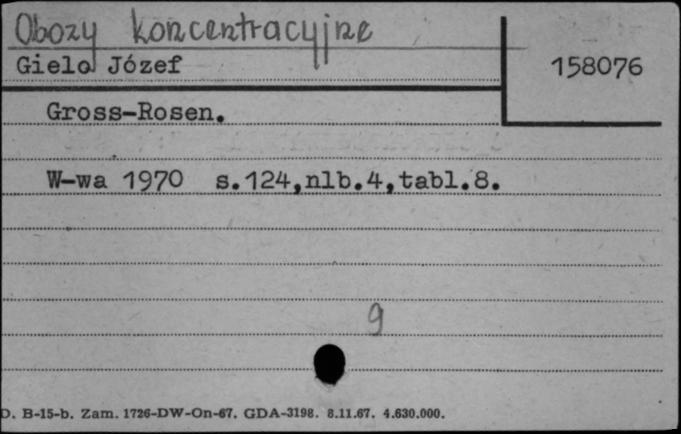 Obozy koncentracyjne
Gielo Józef
158076
Gross-Rosen.
W-wa 1970 s.124,nlb.4,tabl.8.
9
D. B-15-b. Zam. 1726-DW-On-67. GDA-3198. 8.11.67. 4.630.000.